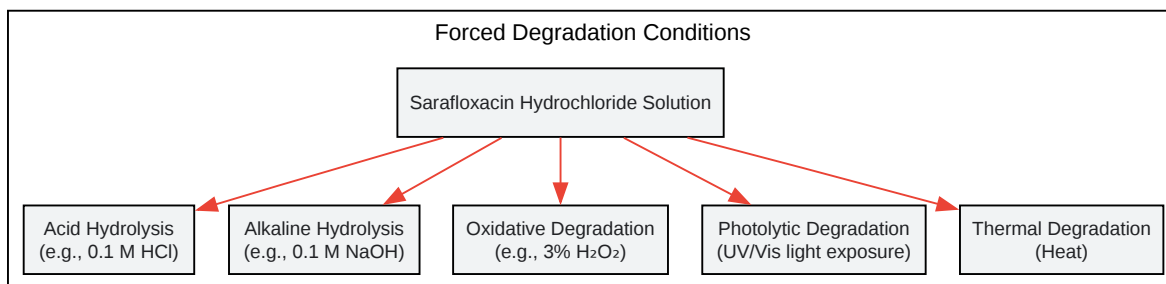 Forced Degradation Conditions
Sarafloxacin Hydrochloride Solution
Acid Hydrolysis
(e.g., 0.1 M HCl)
Alkaline Hydrolysis
(e.g., 0.1 M NaOH)
Oxidative Degradation
(e.g., 3% H₂O₂)
Photolytic Degradation
(UV/Vis light exposure)
Thermal Degradation
(Heat)